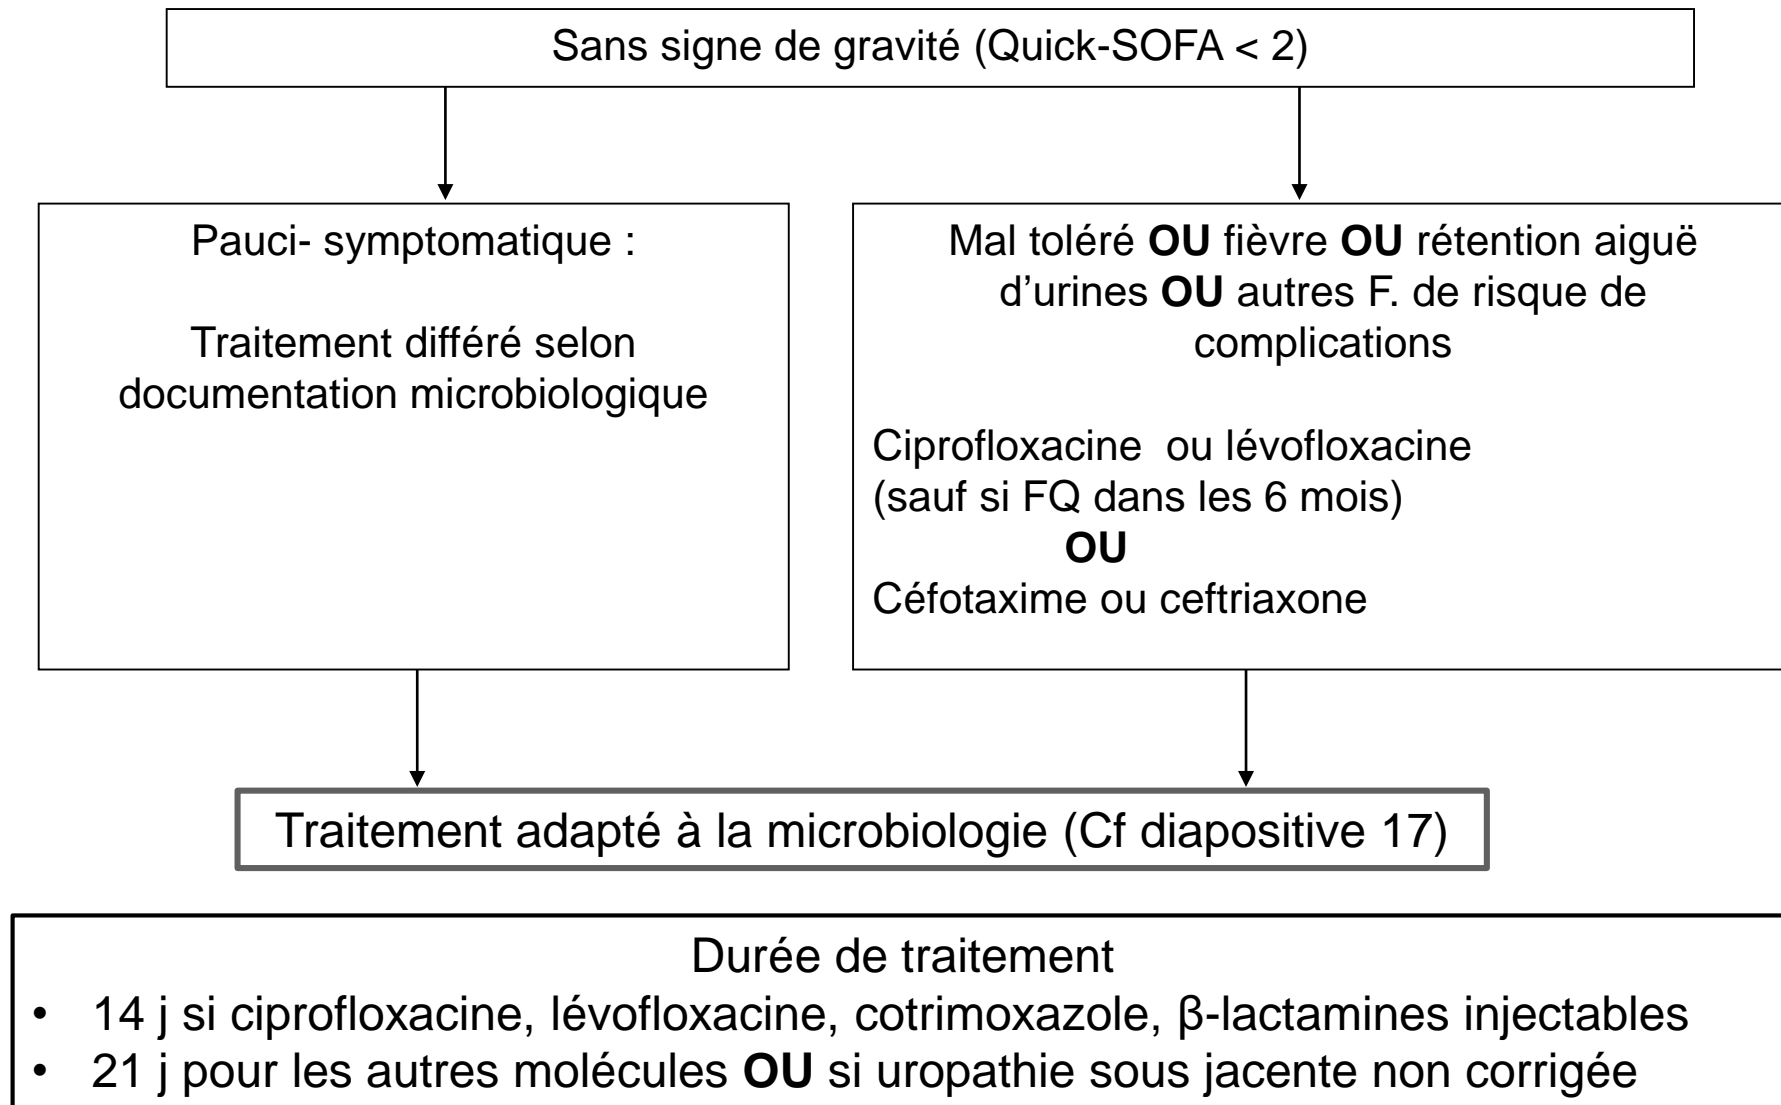 Sans signe de gravité (Quick-SOFA < 2)
Pauci- symptomatique :
Traitement différé selon
documentation microbiologique
Mal toléré OU fièvre OU rétention aiguë
d’urines OU autres F. de risque de
complications
Ciprofloxacine ou lévofloxacine
(sauf si FQ dans les 6 mois)
OU
Céfotaxime ou ceftriaxone
Traitement adapté à la microbiologie (Cf diapositive 17)
Durée de traitement
• 14 j si ciprofloxacine, lévofloxacine, cotrimoxazole, β-lactamines injectables
• 21 j pour les autres molécules OU si uropathie sous jacente non corrigée